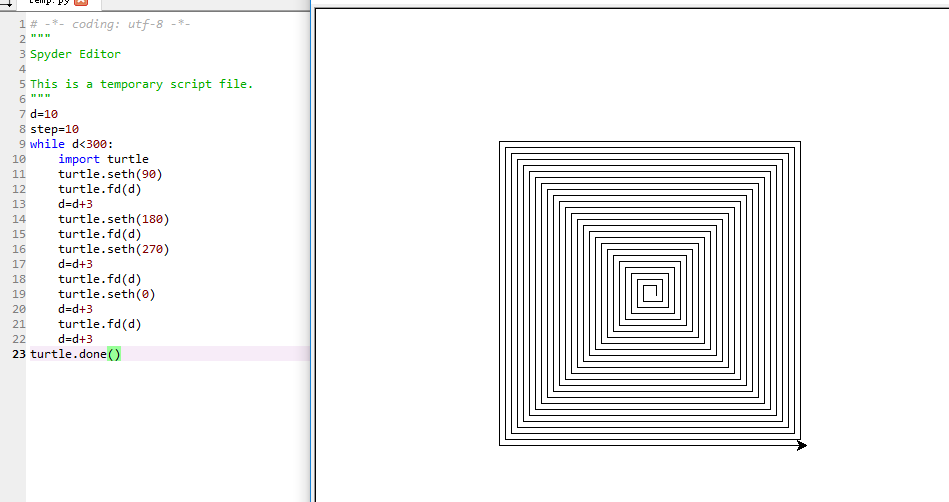 temp.py
1 # -*- coding: utf-8 -*-
2 """
3 Spyder Editor
4
5 This is a temporary script file.
6 """
7 d=10
8 step=10
9 while d<300:
10     import turtle
11     turtle.seth(90)
12     turtle.fd(d)
13     d=d+3
14     turtle.seth(180)
15     turtle.fd(d)
16     turtle.seth(270)
17     d=d+3
18     turtle.fd(d)
19     turtle.seth(0)
20     d=d+3
21     turtle.fd(d)
22     d=d+3
23 turtle.done()